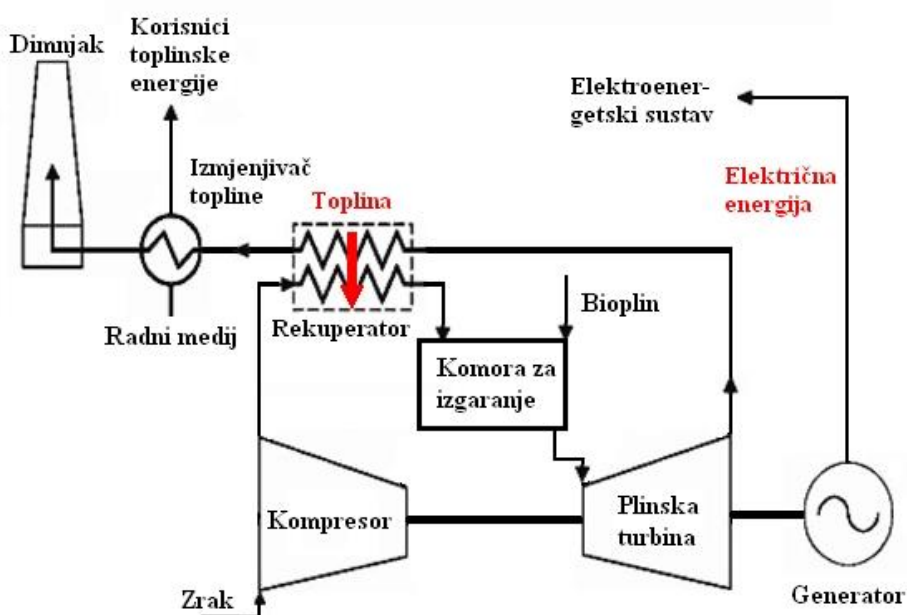 Korisnici
toplinske
energije
Dimnjak
Elektroener-
getski sustav
Izmjenjivač
topline
Toplina
Električna
energija
Radni medij
Rekuperator
Bioplin
Komora za
izgaranje
Kompresor
Plinska
turbina
Zrak
Generator